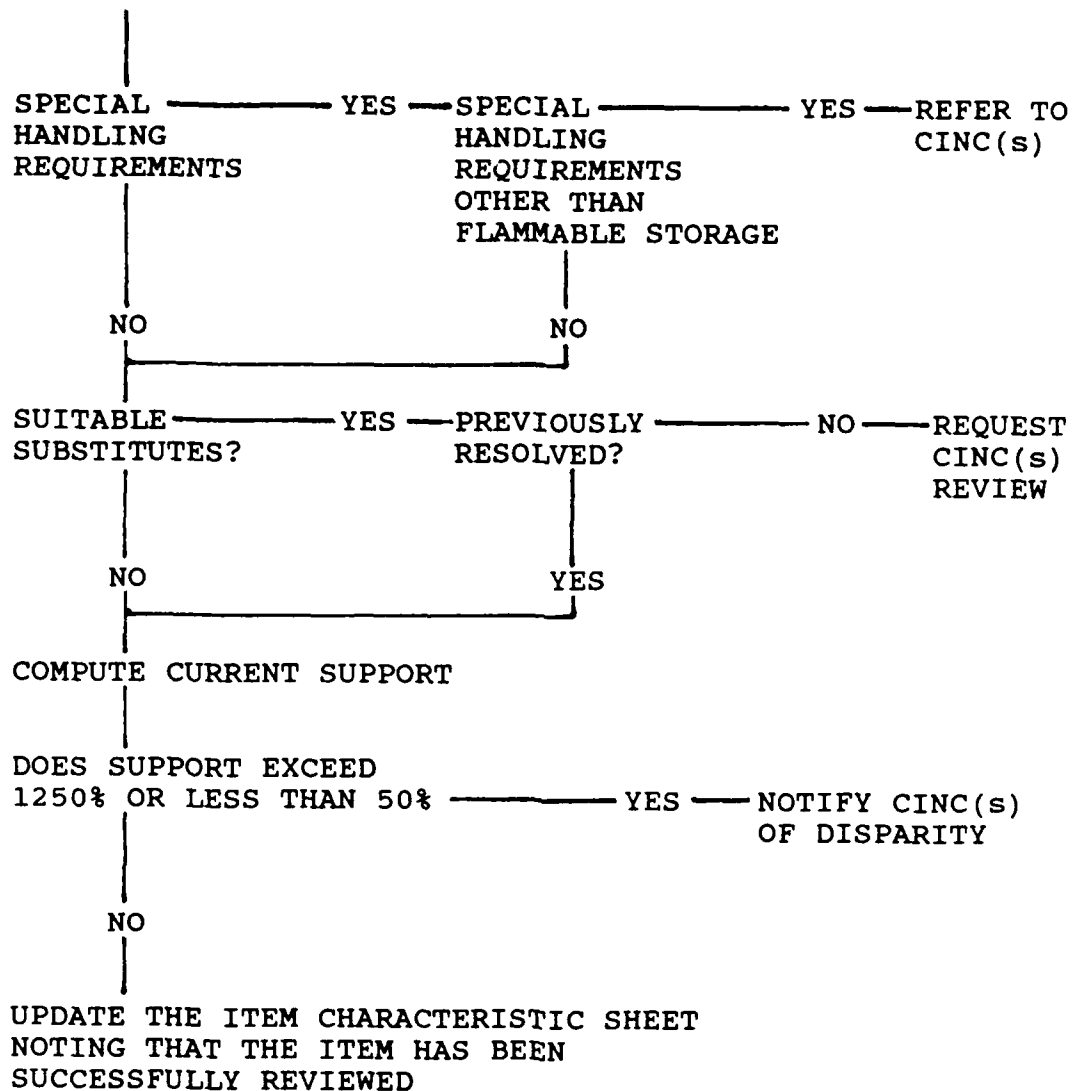 SPECIAL YES SPECIAL YES REFER TO
HANDLING HANDLING CINC(s)
REQUIREMENTS REQUIREMENTS
OTHER THAN
FLAMMABLE STORAGE
NO NO
SUITABLE YES PREVIOUSLY NO REQUEST
SUBSTITUTES? RESOLVED? CINC(s)
REVIEW
NO YES
COMPUTE CURRENT SUPPORT
DOES SUPPORT EXCEED
1250% OR LESS THAN 50% YES NOTIFY CINC(s)
OF DISPARITY
NO
UPDATE THE ITEM CHARACTERISTIC SHEET
NOTING THAT THE ITEM HAS BEEN
SUCCESSFULLY REVIEWED